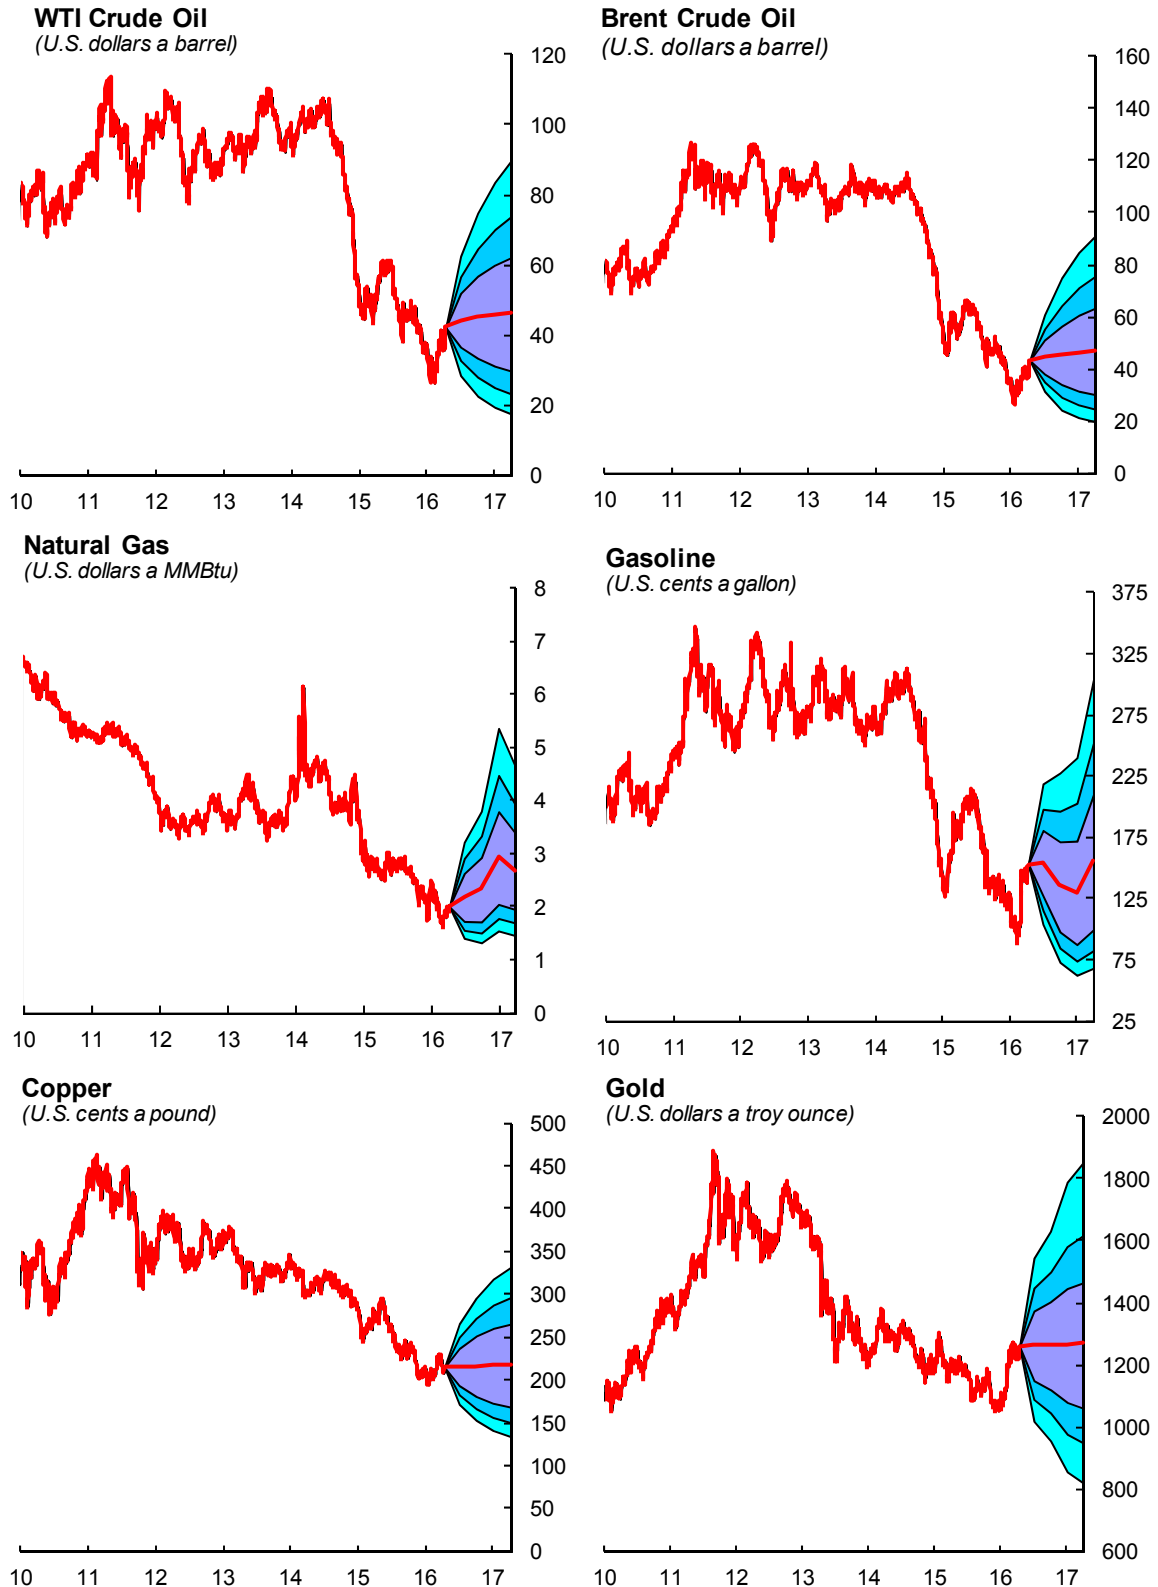 WTI Crude Oil
(U.S. dollars a barrel)
120
100
80
60
40
20
0
10 11 12 13 14 15 16 17
Brent Crude Oil
(U.S. dollars a barrel)
160
140
120
100
80
60
40
20
0
10 11 12 13 14 15 16 17
Natural Gas
(U.S. dollars a MMBtu)
8
7
6
5
4
3
2
1
0
10 11 12 13 14 15 16 17
Gasoline
(U.S. cents a gallon)
375
325
275
225
175
125
75
25
10 11 12 13 14 15 16 17
Copper
(U.S. cents a pound)
500
450
400
350
300
250
200
150
100
50
0
10 11 12 13 14 15 16 17
Gold
(U.S. dollars a troy ounce)
2000
1800
1600
1400
1200
1000
800
600
10 11 12 13 14 15 16 17